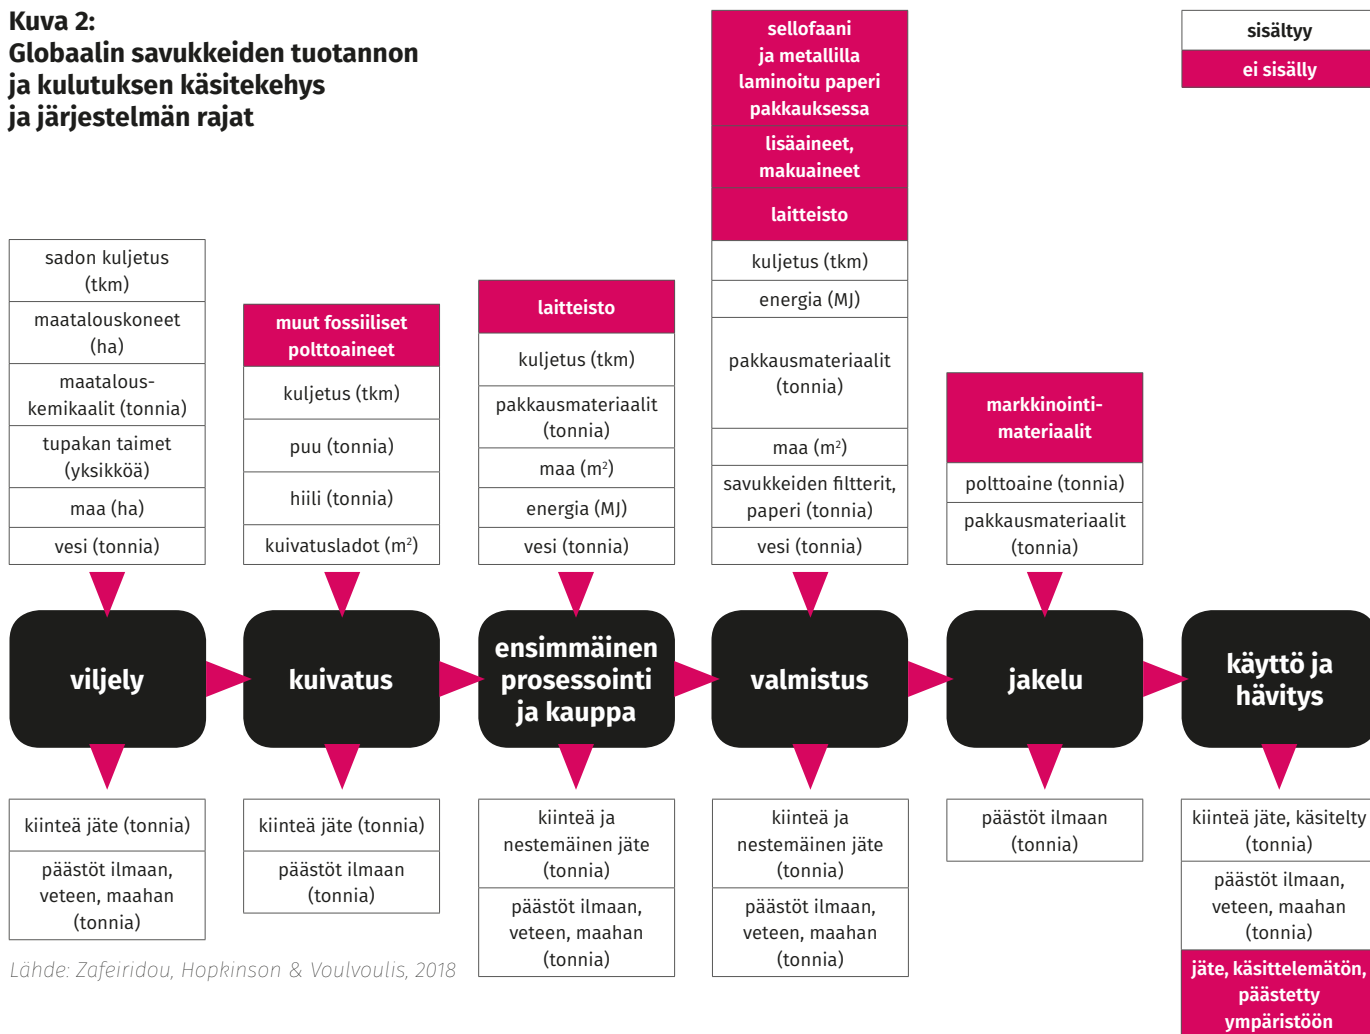 Kuva 2:
Globaalin savukkeiden tuotannon
ja kulutuksen käsitekehys
ja järjestelmän rajat
sisältyy
ei sisälly
sadon kuljetus
(tkm)
maatalouskoneet
(ha)
maatalous-
kemikaalit (tonnia)
tupakan taimet
(yksikköä)
maa (ha)
vesi (tonnia)
muut fossiiliset
polttoaineet
kuljetus (tkm)
puu (tonnia)
hiili (tonnia)
kuivatusladot (m²)
laitteisto
kuljetus (tkm)
pakkausmateriaalit
(tonnia)
maa (m²)
energia (MJ)
vesi (tonnia)
sellofaani
ja metallilla
laminoitu paperi
pakkauksessa
lisäaineet,
makuaineet
laitteisto
kuljetus (tkm)
energia (MJ)
pakkausmateriaalit
(tonnia)
maa (m²)
savukkeiden filtterit,
paperi (tonnia)
vesi (tonnia)
markkinointi-
materiaalit
polttoaine (tonnia)
pakkausmateriaalit
(tonnia)
viljely
kuivatus
ensimmäinen
prosessointi
ja kauppa
valmistus
jakelu
käyttö ja
hävitys
kiinteä jäte (tonnia)
päästöt ilmaan,
veteen, maahan
(tonnia)
kiinteä jäte (tonnia)
päästöt ilmaan
(tonnia)
kiinteä ja
nestemäinen jäte
(tonnia)
päästöt ilmaan,
veteen, maahan
(tonnia)
kiinteä ja
nestemäinen jäte
(tonnia)
päästöt ilmaan,
veteen, maahan
(tonnia)
päästöt ilmaan
(tonnia)
kiinteä jäte, käsitelty
(tonnia)
päästöt ilmaan,
veteen, maahan
(tonnia)
jäte, käsittelemätön,
päästetty
ympäristöön
Lähde: Zafeiridou, Hopkinson & Voulvoulis, 2018